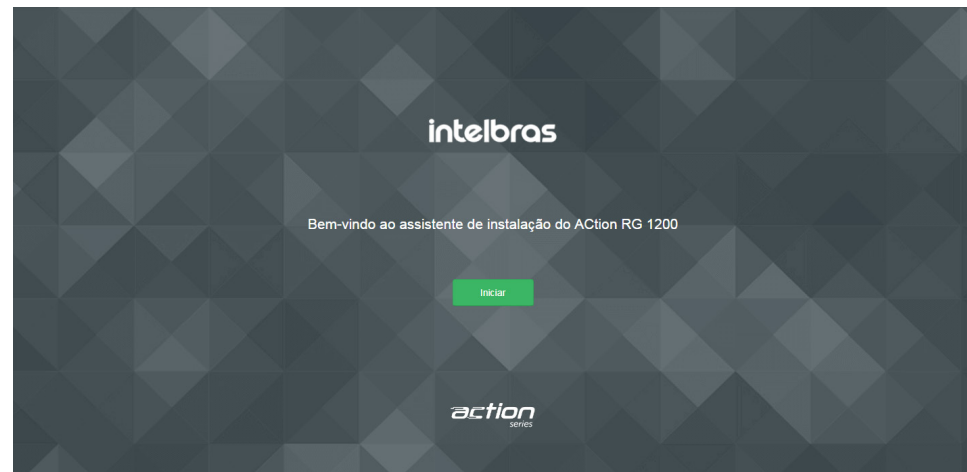 intelbras
Bem-vindo ao assistente de instalação do ACtion RG 1200
Iniciar
action
series